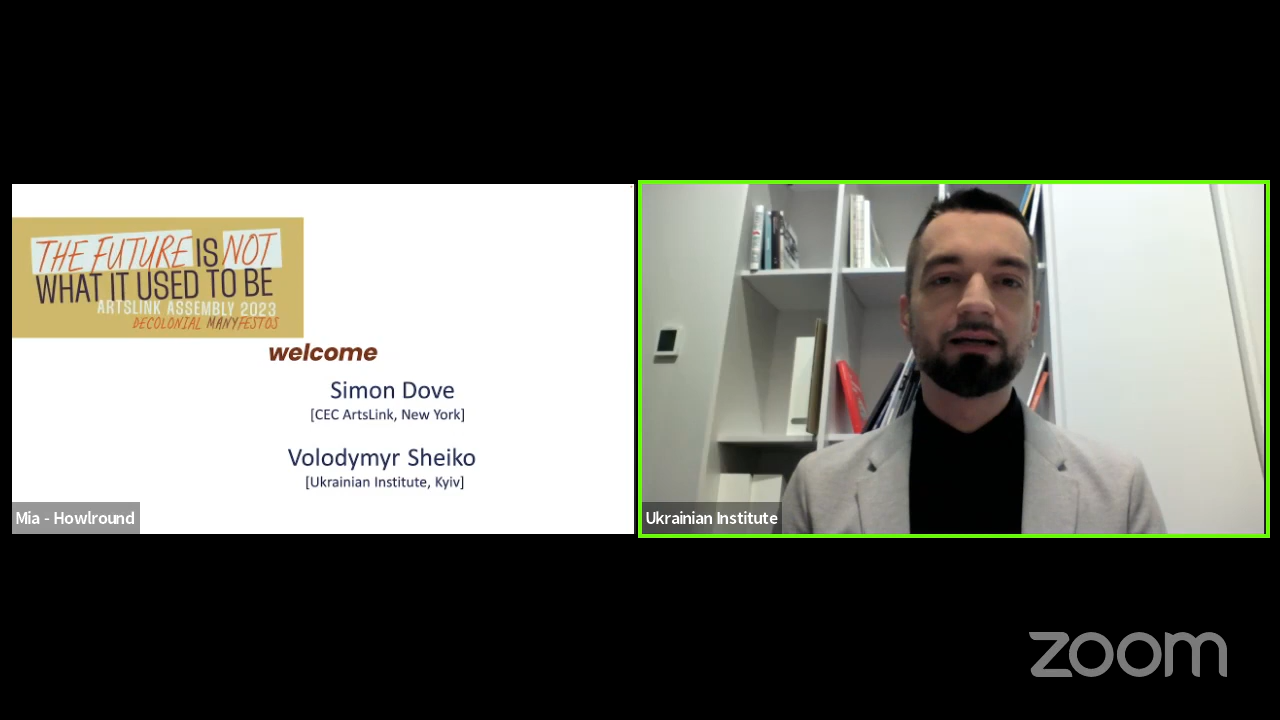 THE FUTURE IS NOT
WHAT IT USED TO BE
ARTSLINK ASSEMBLY 2023
DECOLONIAL MANYFESTOS
welcome
Simon Dove
[CEC ArtsLink, New York]
Volodymyr Sheiko
[Ukrainian Institute, Kyiv]
Mia - Howlround
Ukrainian Institute
zoom